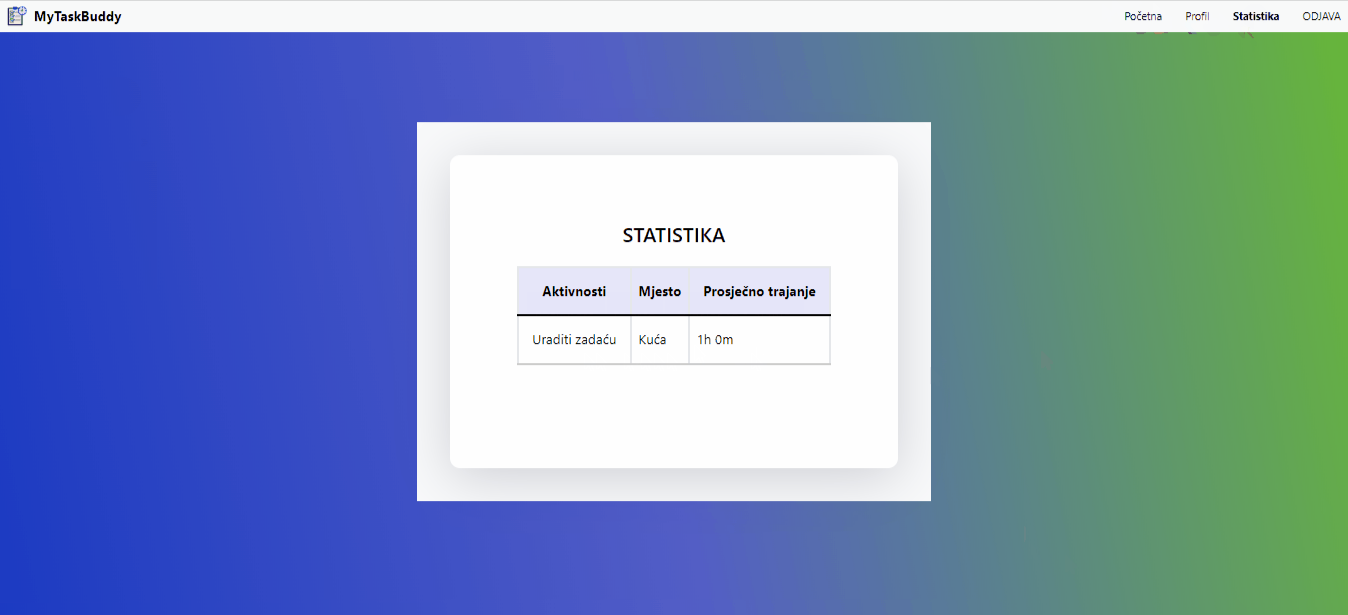 MyTaskBuddy Početna Profil Statistika ODJAVA
STATISTIKA
Aktivnosti Mjesto Prosječno trajanje
Uraditi zadaću Kuća 1h 0m